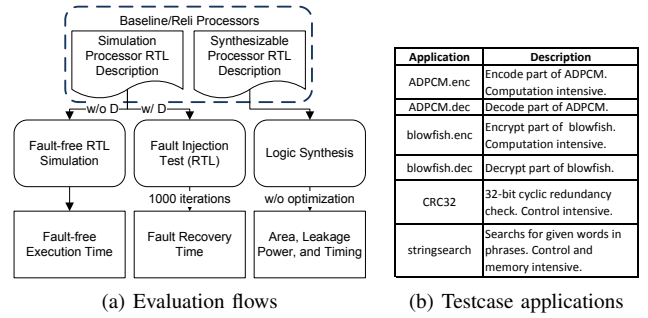 Baseline/Reli Processors
Simulation
Processor RTL
Description
Synthesizable
Processor RTL
Description
w/o D
w/ D
Fault-free RTL
Simulation
Fault Injection
Test (RTL)
Logic Synthesis
1000 iterations
w/o optimization
Fault-free
Execution Time
Fault Recovery
Time
Area, Leakage
Power, and Timing
(a) Evaluation flows
Application Description
ADPCM.enc Encode part of ADPCM.
Computation intensive.
ADPCM.dec Decode part of ADPCM.
blowfish.enc Encrypt part of blowfish.
Computation intensive.
blowfish.dec Decrypt part of blowfish.
CRC32 32-bit cyclic redundancy
check. Control intensive.
stringsearch Searchs for given words in
phrases. Control and
memory intensive.
(b) Testcase applications